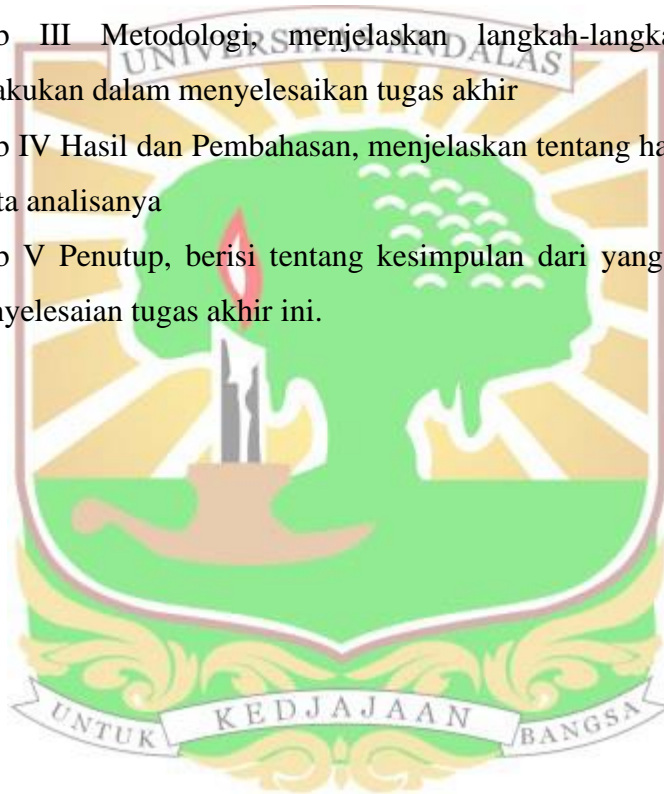 b III Metodologi, menjelaskan langkah-langka
UNIVERSITAS ANDALAS
akukan dalam menyelesaikan tugas akhir
b IV Hasil dan Pembahasan, menjelaskan tentang ha
ta analisanya
b V Penutup, berisi tentang kesimpulan dari yang
nyelesaian tugas akhir ini.
UNTUK KEDJAJAAN BANGSA